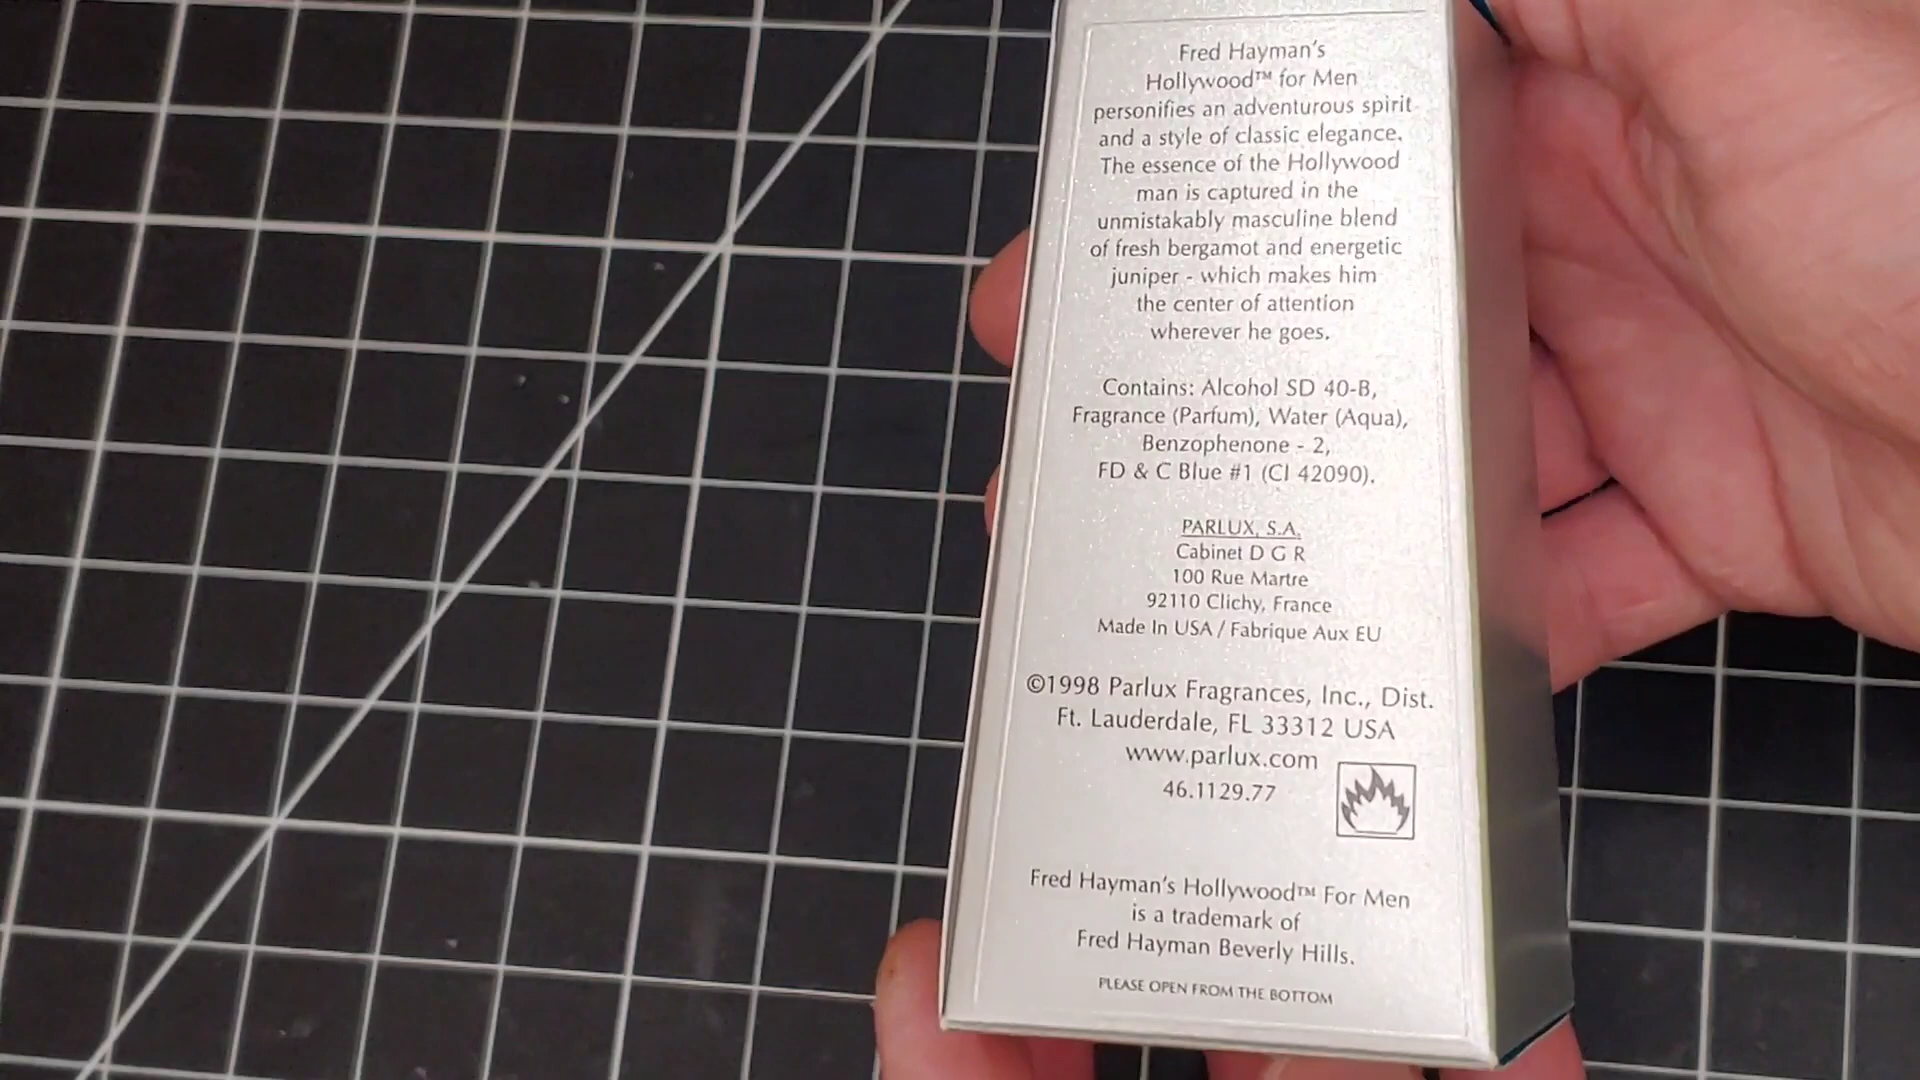 Fred Hayman's
Hollywood™ for Men
personifies an adventurous spirit
and a style of classic elegance.
The essence of the Hollywood
man is captured in the
unmistakably masculine blend
of fresh bergamot and energetic
juniper - which makes him
the center of attention
wherever he goes.
Contains: Alcohol SD 40-B,
Fragrance (Parfum), Water (Aqua),
Benzophenone - 2,
FD & C Blue #1 (CI 42090).
PARLUX, S.A.
Cabinet D G R
100 Rue Martre
92110 Clichy, France
Made In USA / Fabrique Aux EU
©1998 Parlux Fragrances, Inc., Dist.
Ft. Lauderdale, FL 33312 USA
www.parlux.com
46.1129.77
Fred Hayman's Hollywood™ For Men
is a trademark of
Fred Hayman Beverly Hills.
PLEASE OPEN FROM THE BOTTOM